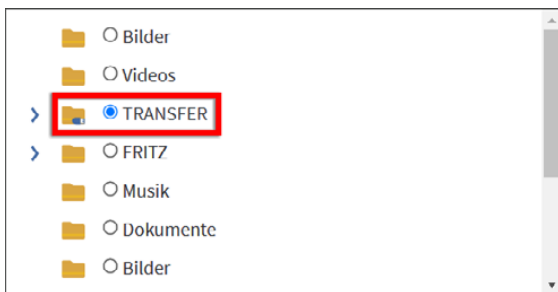 Bilder
Videos
TRANSFER
FRITZ
Musik
Dokumente
Bilder